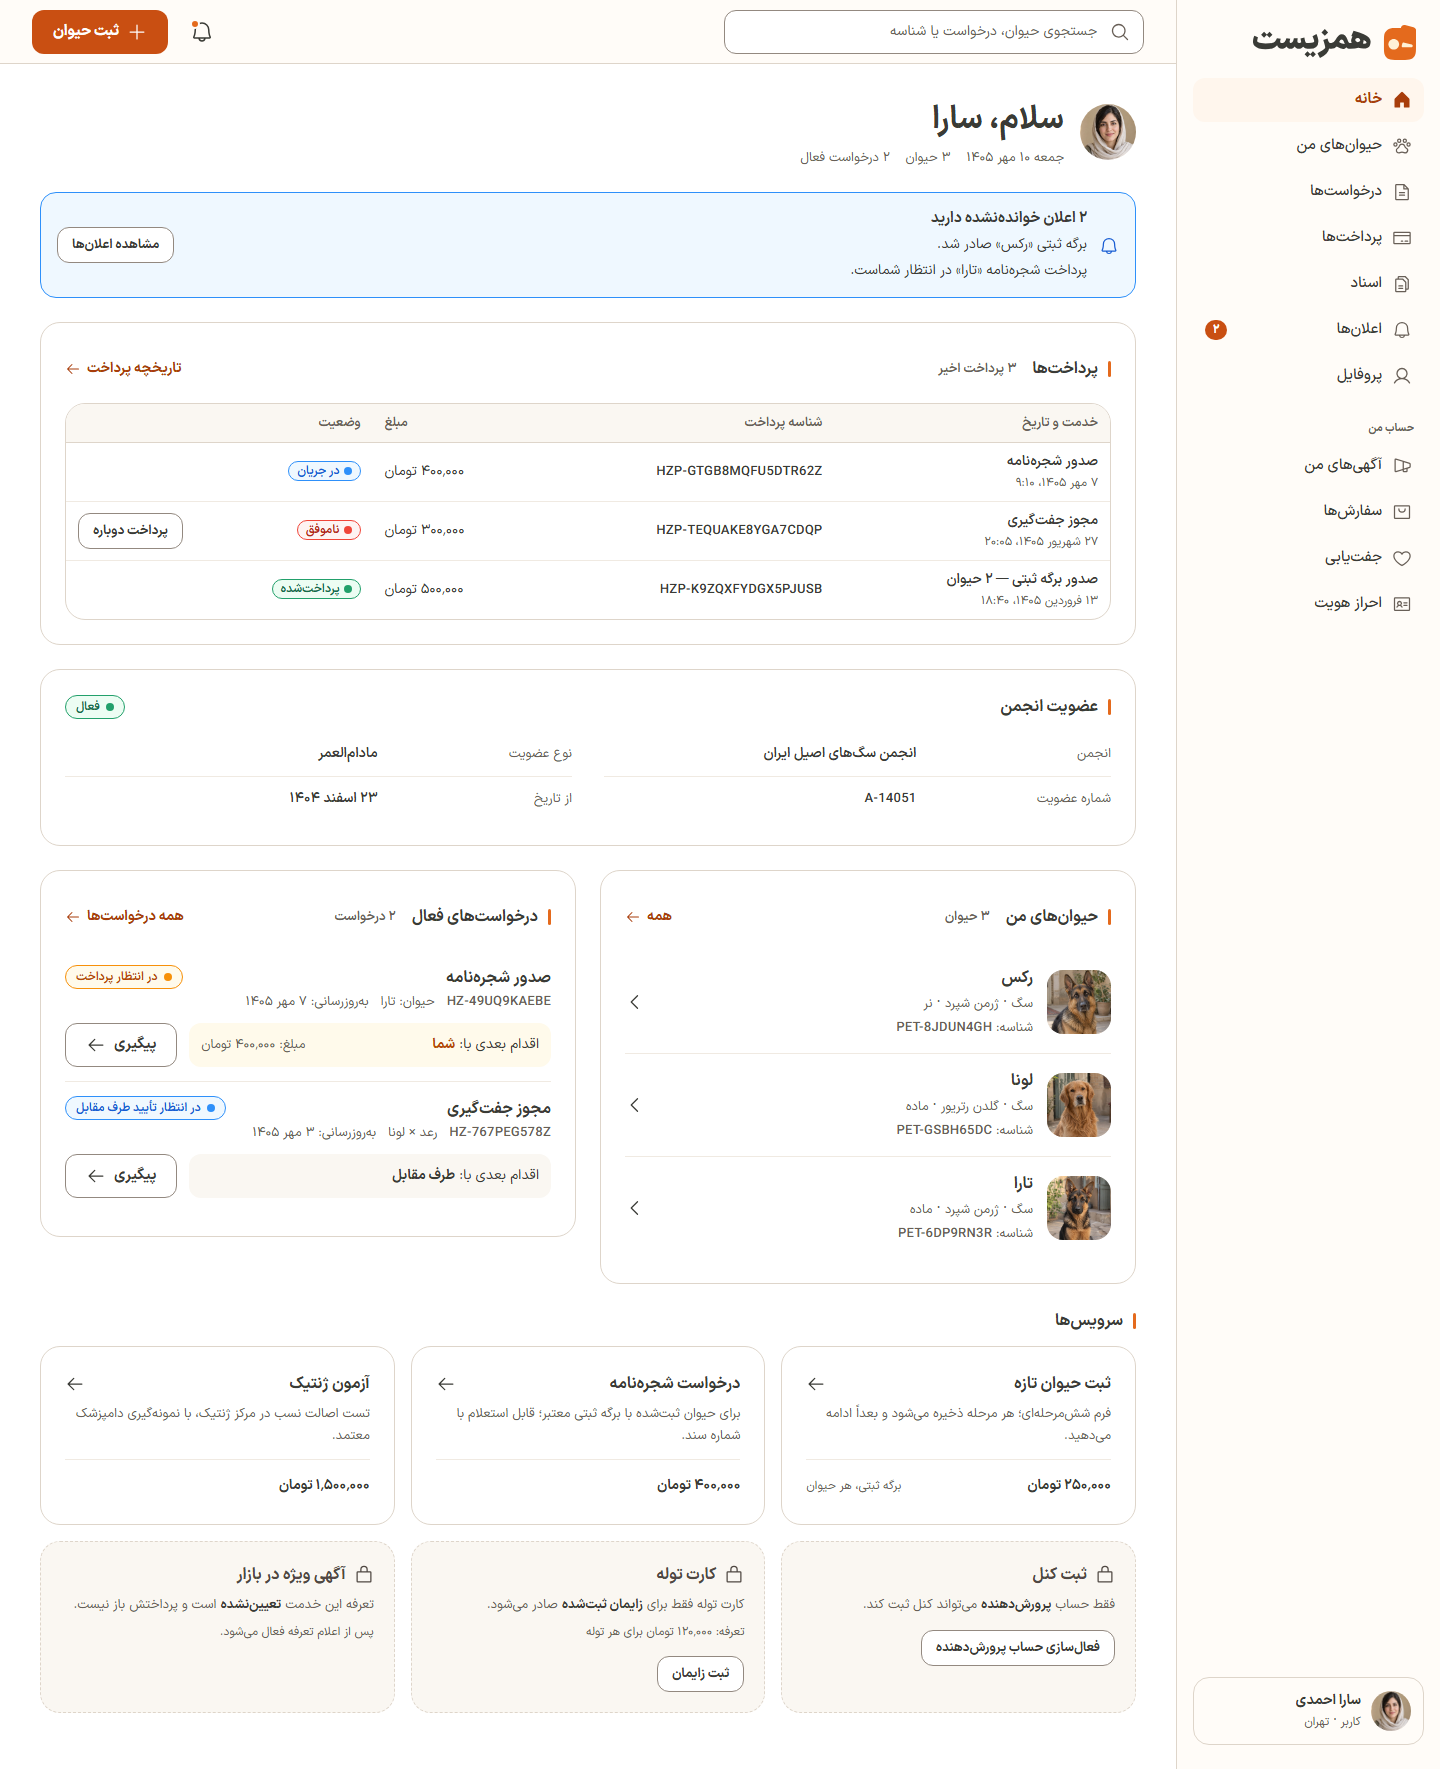 همزیست
خانه
حیوان‌های من
درخواست‌ها
پرداخت‌ها
اسناد
اعلان‌ها ۲
پروفایل
حساب من
آگهی‌های من
سفارش‌ها
جفت‌یابی
احراز هویت
سارا احمدی
کاربر · تهران
جستجوی حیوان، درخواست یا شناسه
ثبت حیوان
سلام، سارا
جمعه ۱۰ مهر ۱۴۰۵ ۳ حیوان ۲ درخواست فعال
۲ اعلان خوانده‌نشده دارید
برگه ثبتی «رکس» صادر شد.
پرداخت شجره‌نامه «تارا» در انتظار شماست.
مشاهده اعلان‌ها
پرداخت‌ها ۳ پرداخت اخیر تاریخچه پرداخت
خدمت و تاریخ شناسه پرداخت مبلغ وضعیت
صدور شجره‌نامه
۷ مهر ۱۴۰۵، ۹:۱۰
HZP-GTGB8MQFU5DTR62Z ۴۰۰٬۰۰۰ تومان در جریان
مجوز جفت‌گیری
۲۷ شهریور ۱۴۰۵، ۲۰:۰۵
HZP-TEQUAKE8YGA7CDQP ۳۰۰٬۰۰۰ تومان ناموفق پرداخت دوباره
صدور برگه ثبتی — ۲ حیوان
۱۳ فروردین ۱۴۰۵، ۱۸:۴۰
HZP-K9ZQXFYDGX5PJUSB ۵۰۰٬۰۰۰ تومان پرداخت‌شده
عضویت انجمن فعال
انجمن انجمن سگ‌های اصیل ایران نوع عضویت مادام‌العمر
شماره عضویت A-14051 از تاریخ ۲۳ اسفند ۱۴۰۴
حیوان‌های من ۳ حیوان همه
رکس
سگ · ژرمن شپرد · نر
شناسه: PET-8JDUN4GH
لونا
سگ · گلدن رتریور · ماده
شناسه: PET-GSBH65DC
تارا
سگ · ژرمن شپرد · ماده
شناسه: PET-6DP9RN3R
درخواست‌های فعال ۲ درخواست همه درخواست‌ها
صدور شجره‌نامه در انتظار پرداخت
HZ-49UQ9KAEBE حیوان: تارا به‌روزرسانی: ۷ مهر ۱۴۰۵
اقدام بعدی با: شما مبلغ: ۴۰۰٬۰۰۰ تومان پیگیری
مجوز جفت‌گیری در انتظار تأیید طرف مقابل
HZ-767PEG578Z رعد × لونا به‌روزرسانی: ۳ مهر ۱۴۰۵
اقدام بعدی با: طرف مقابل پیگیری
سرویس‌ها
ثبت حیوان تازه
فرم شش‌مرحله‌ای؛ هر مرحله ذخیره می‌شود و بعداً ادامه
می‌دهید.
۲۵۰٬۰۰۰ تومان برگه ثبتی، هر حیوان
درخواست شجره‌نامه
برای حیوان ثبت‌شده با برگه ثبتی معتبر؛ قابل استعلام با
شماره سند.
۴۰۰٬۰۰۰ تومان
آزمون ژنتیک
تست اصالت نسب در مرکز ژنتیک، با نمونه‌گیری دامپزشک
معتمد.
۱٬۵۰۰٬۰۰۰ تومان
ثبت کنل
فقط حساب پرورش‌دهنده می‌تواند کنل ثبت کند.
فعال‌سازی حساب پرورش‌دهنده
کارت توله
کارت توله فقط برای زایمان ثبت‌شده صادر می‌شود.
تعرفه: ۱۲۰٬۰۰۰ تومان برای هر توله
ثبت زایمان
آگهی ویژه در بازار
تعرفه این خدمت تعیین‌نشده است و پرداختش باز نیست.
پس از اعلام تعرفه فعال می‌شود.